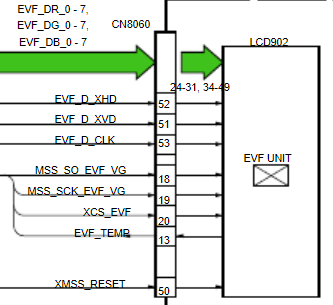 EVF_DR_0 - 7,
EVF_DG_0 - 7,
EVF_DB_0 - 7
CN8060
LCD902
24-31, 34-49
EVF_D_XHD
52
EVF_D_XVD
51
EVF_D_CLK
53
EVF UNIT
MSS_SO_EVF_VG
18
MSS_SCK_EVF_VG
19
XCS_EVF
20
EVF_TEMP
13
XMSS_RESET
50